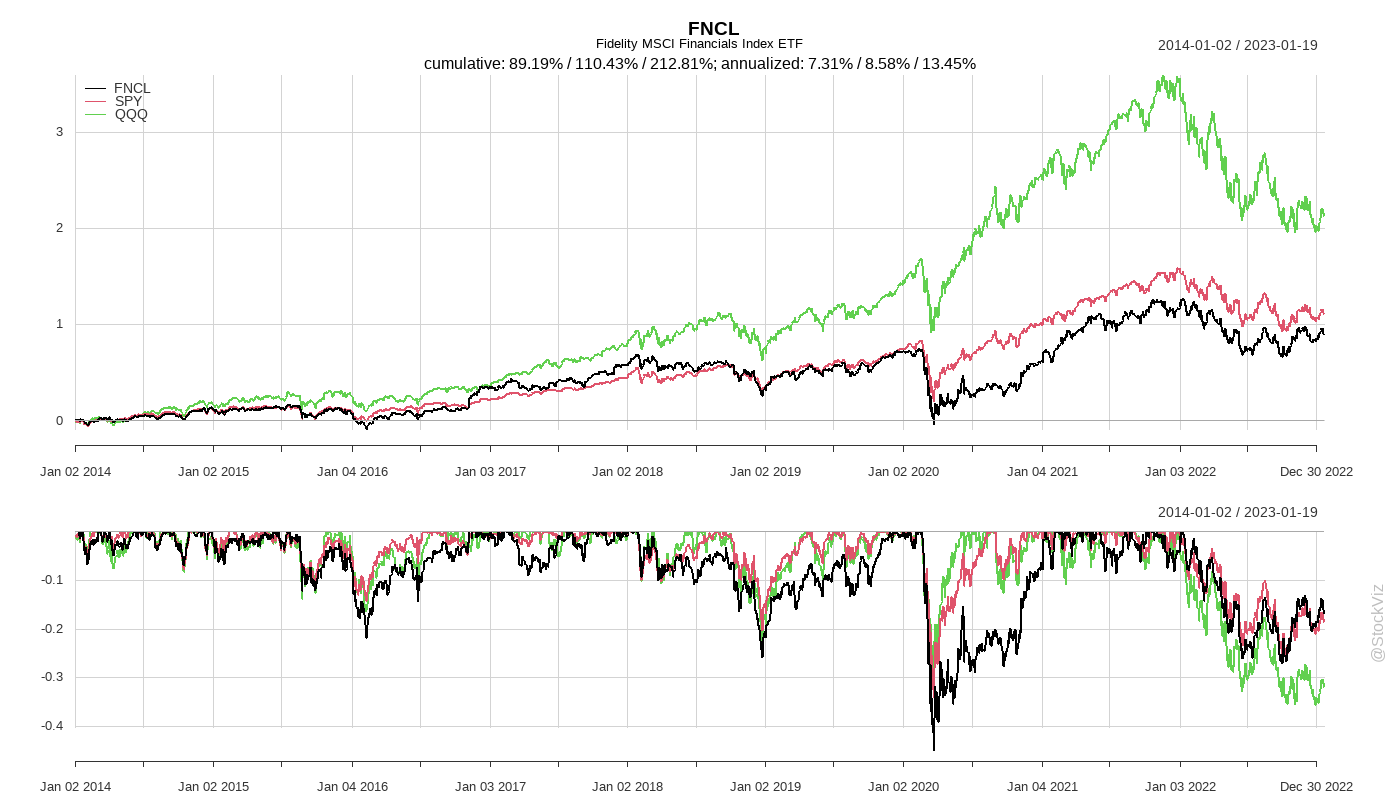 FNCL
Fidelity MSCI Financials Index ETF
2014-01-02 / 2023-01-19
cumulative: 89.19% / 110.43% / 212.81%; annualized: 7.31% / 8.58% / 13.45%
FNCL
SPY
QQQ
3
2
1
0
Jan 02 2014 Jan 02 2015 Jan 04 2016 Jan 03 2017 Jan 02 2018 Jan 02 2019 Jan 02 2020 Jan 04 2021 Jan 03 2022 Dec 30 2022
2014-01-02 / 2023-01-19
-0.1
-0.2
-0.3
-0.4
Jan 02 2014 Jan 02 2015 Jan 04 2016 Jan 03 2017 Jan 02 2018 Jan 02 2019 Jan 02 2020 Jan 04 2021 Jan 03 2022 Dec 30 2022
@StockViz